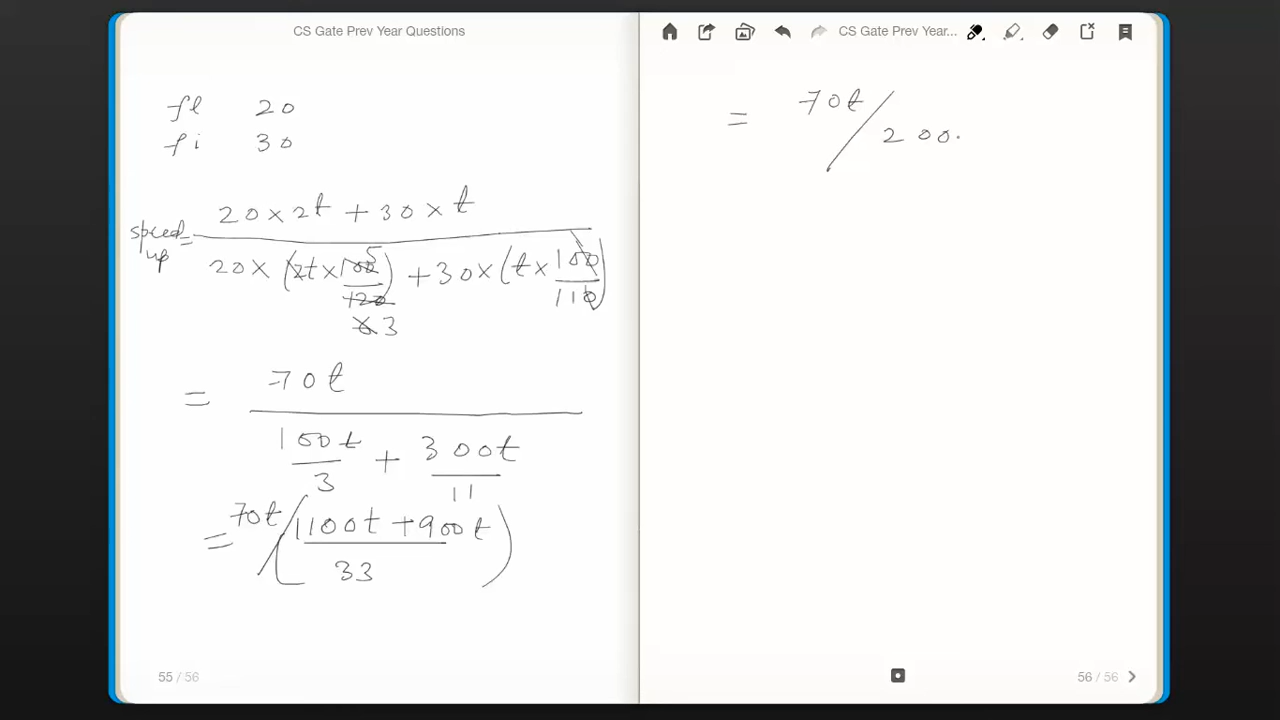 CS Gate Prev Year Questions
fl 20
fi 30
speed up = 20 × 2t + 30 × t
20 × (2t × 100 5 / 120 6 3) + 30 × (t × 100 / 110)
= 70t
100t / 3 + 300t / 11
= 70t / (1100t + 900t / 33)
55 / 56
CS Gate Prev Year...
= 70t / 200.
56 / 56